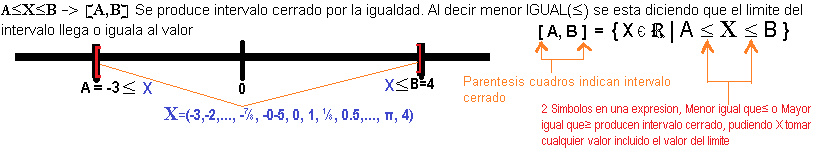 A≤X≤B -> [A,B] Se produce intervalo cerrado por la igualdad. Al decir menor IGUAL(≤) se esta diciendo que el limite del
intervalo llega o iguala al valor
[ A, B ] = { X Є ℝ | A ≤ X ≤ B }
A = -3 ≤ X
0
X ≤ B=4
Parentesis cuadros indican intervalo
cerrado
X=(-3,-2,..., -⅞, -0-5, 0, 1, ⅛, 0.5,..., π, 4)
2 Simbolos en una expresion, Menor igual que≤ o Mayor
igual que≥ producen intervalo cerrado, pudiendo X tomar
cualquier valor incluido el valor del limite